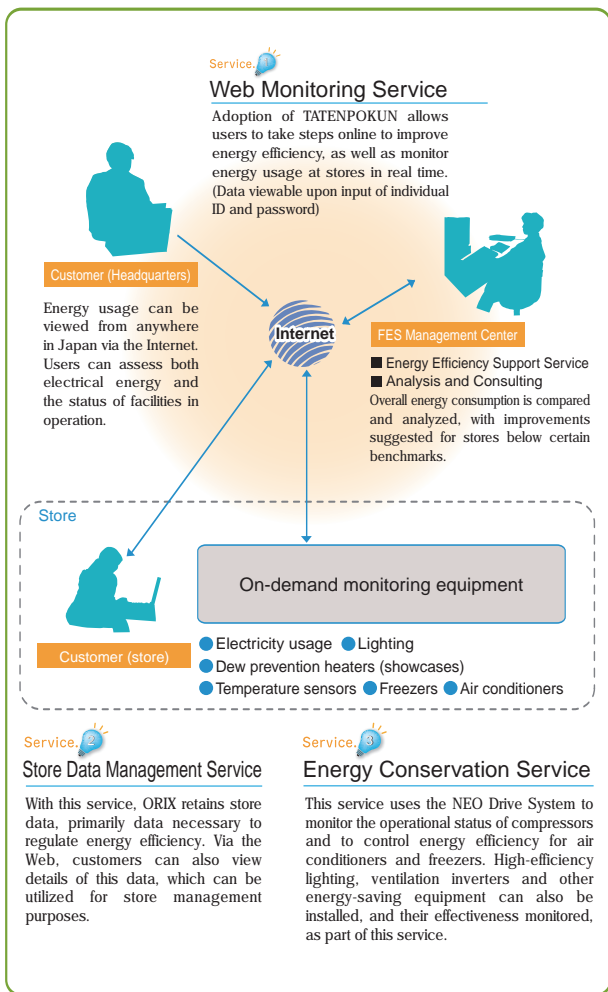 Service. 1
Web Monitoring Service
Adoption of TATENPOKUN allows
users to take steps online to improve
energy efficiency, as well as monitor
energy usage at stores in real time.
(Data viewable upon input of individual
ID and password)
Customer (Headquarters)
Energy usage can be
viewed from anywhere
in Japan via the Internet.
Users can assess both
electrical energy and
the status of facilities in
operation.
Internet
FES Management Center
■ Energy Efficiency Support Service
■ Analysis and Consulting
Overall energy consumption is compared
and analyzed, with improvements
suggested for stores below certain
benchmarks.
Store
On-demand monitoring equipment
Customer (store)
● Electricity usage ● Lighting
● Dew prevention heaters (showcases)
● Temperature sensors ● Freezers ● Air conditioners
Service. 2
Store Data Management Service
With this service, ORIX retains store
data, primarily data necessary to
regulate energy efficiency. Via the
Web, customers can also view
details of this data, which can be
utilized for store management
purposes.
Service. 3
Energy Conservation Service
This service uses the NEO Drive System to
monitor the operational status of compressors
and to control energy efficiency for air
conditioners and freezers. High-efficiency
lighting, ventilation inverters and other
energy-saving equipment can also be
installed, and their effectiveness monitored,
as part of this service.